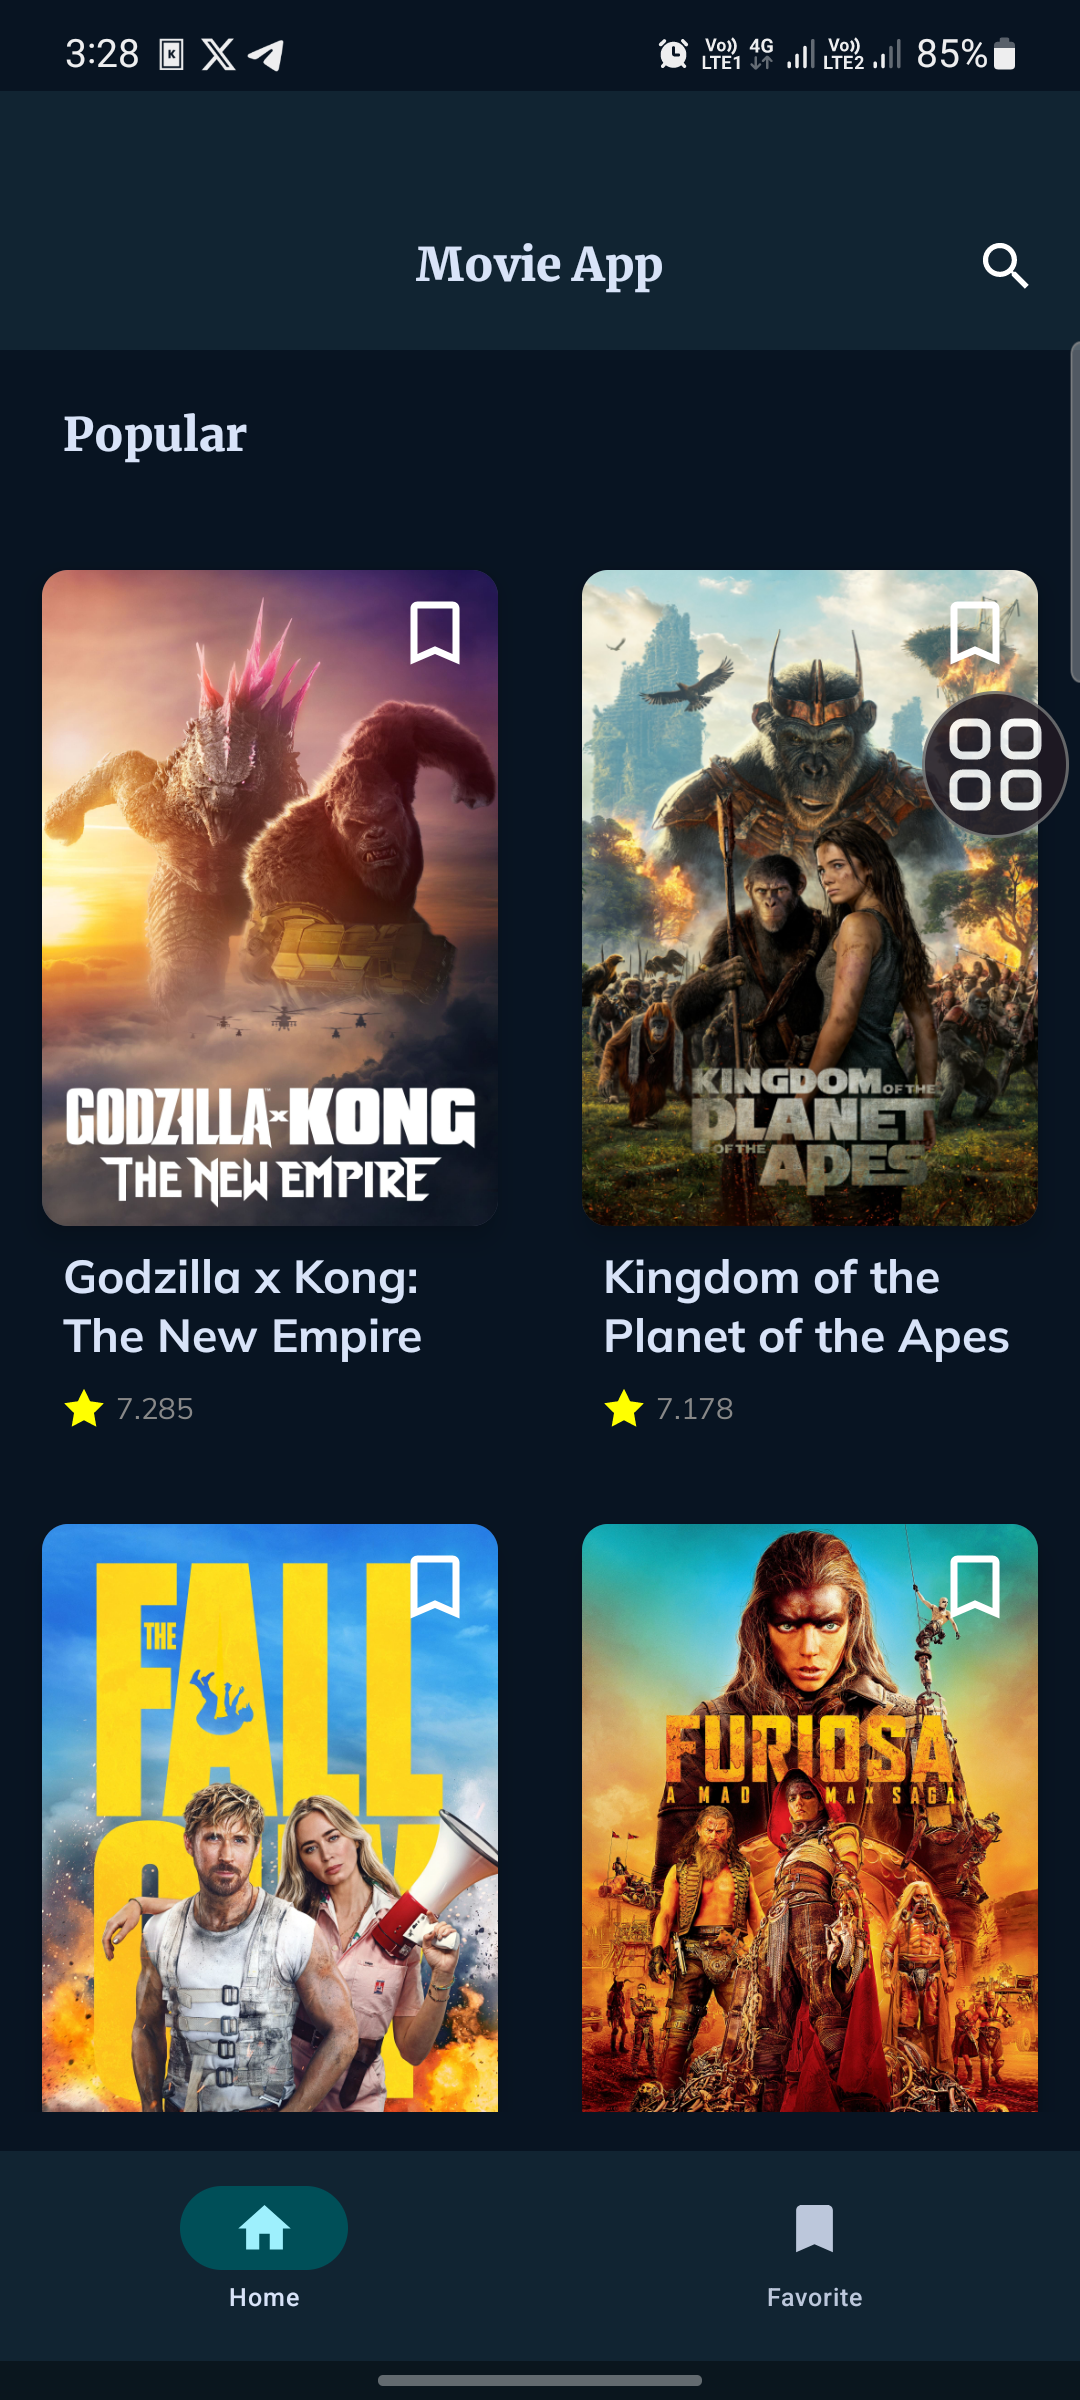 3:28
Vo)) LTE1 4G Vo)) LTE2 85%
Movie App
Popular
GODZILLA x KONG
THE NEW EMPIRE
KINGDOM OF THE
PLANET
OF THE APES
Godzilla x Kong:
The New Empire
7.285
Kingdom of the
Planet of the Apes
7.178
THE
FALL
FURIOSA
A MAD MAX SAGA
Home
Favorite